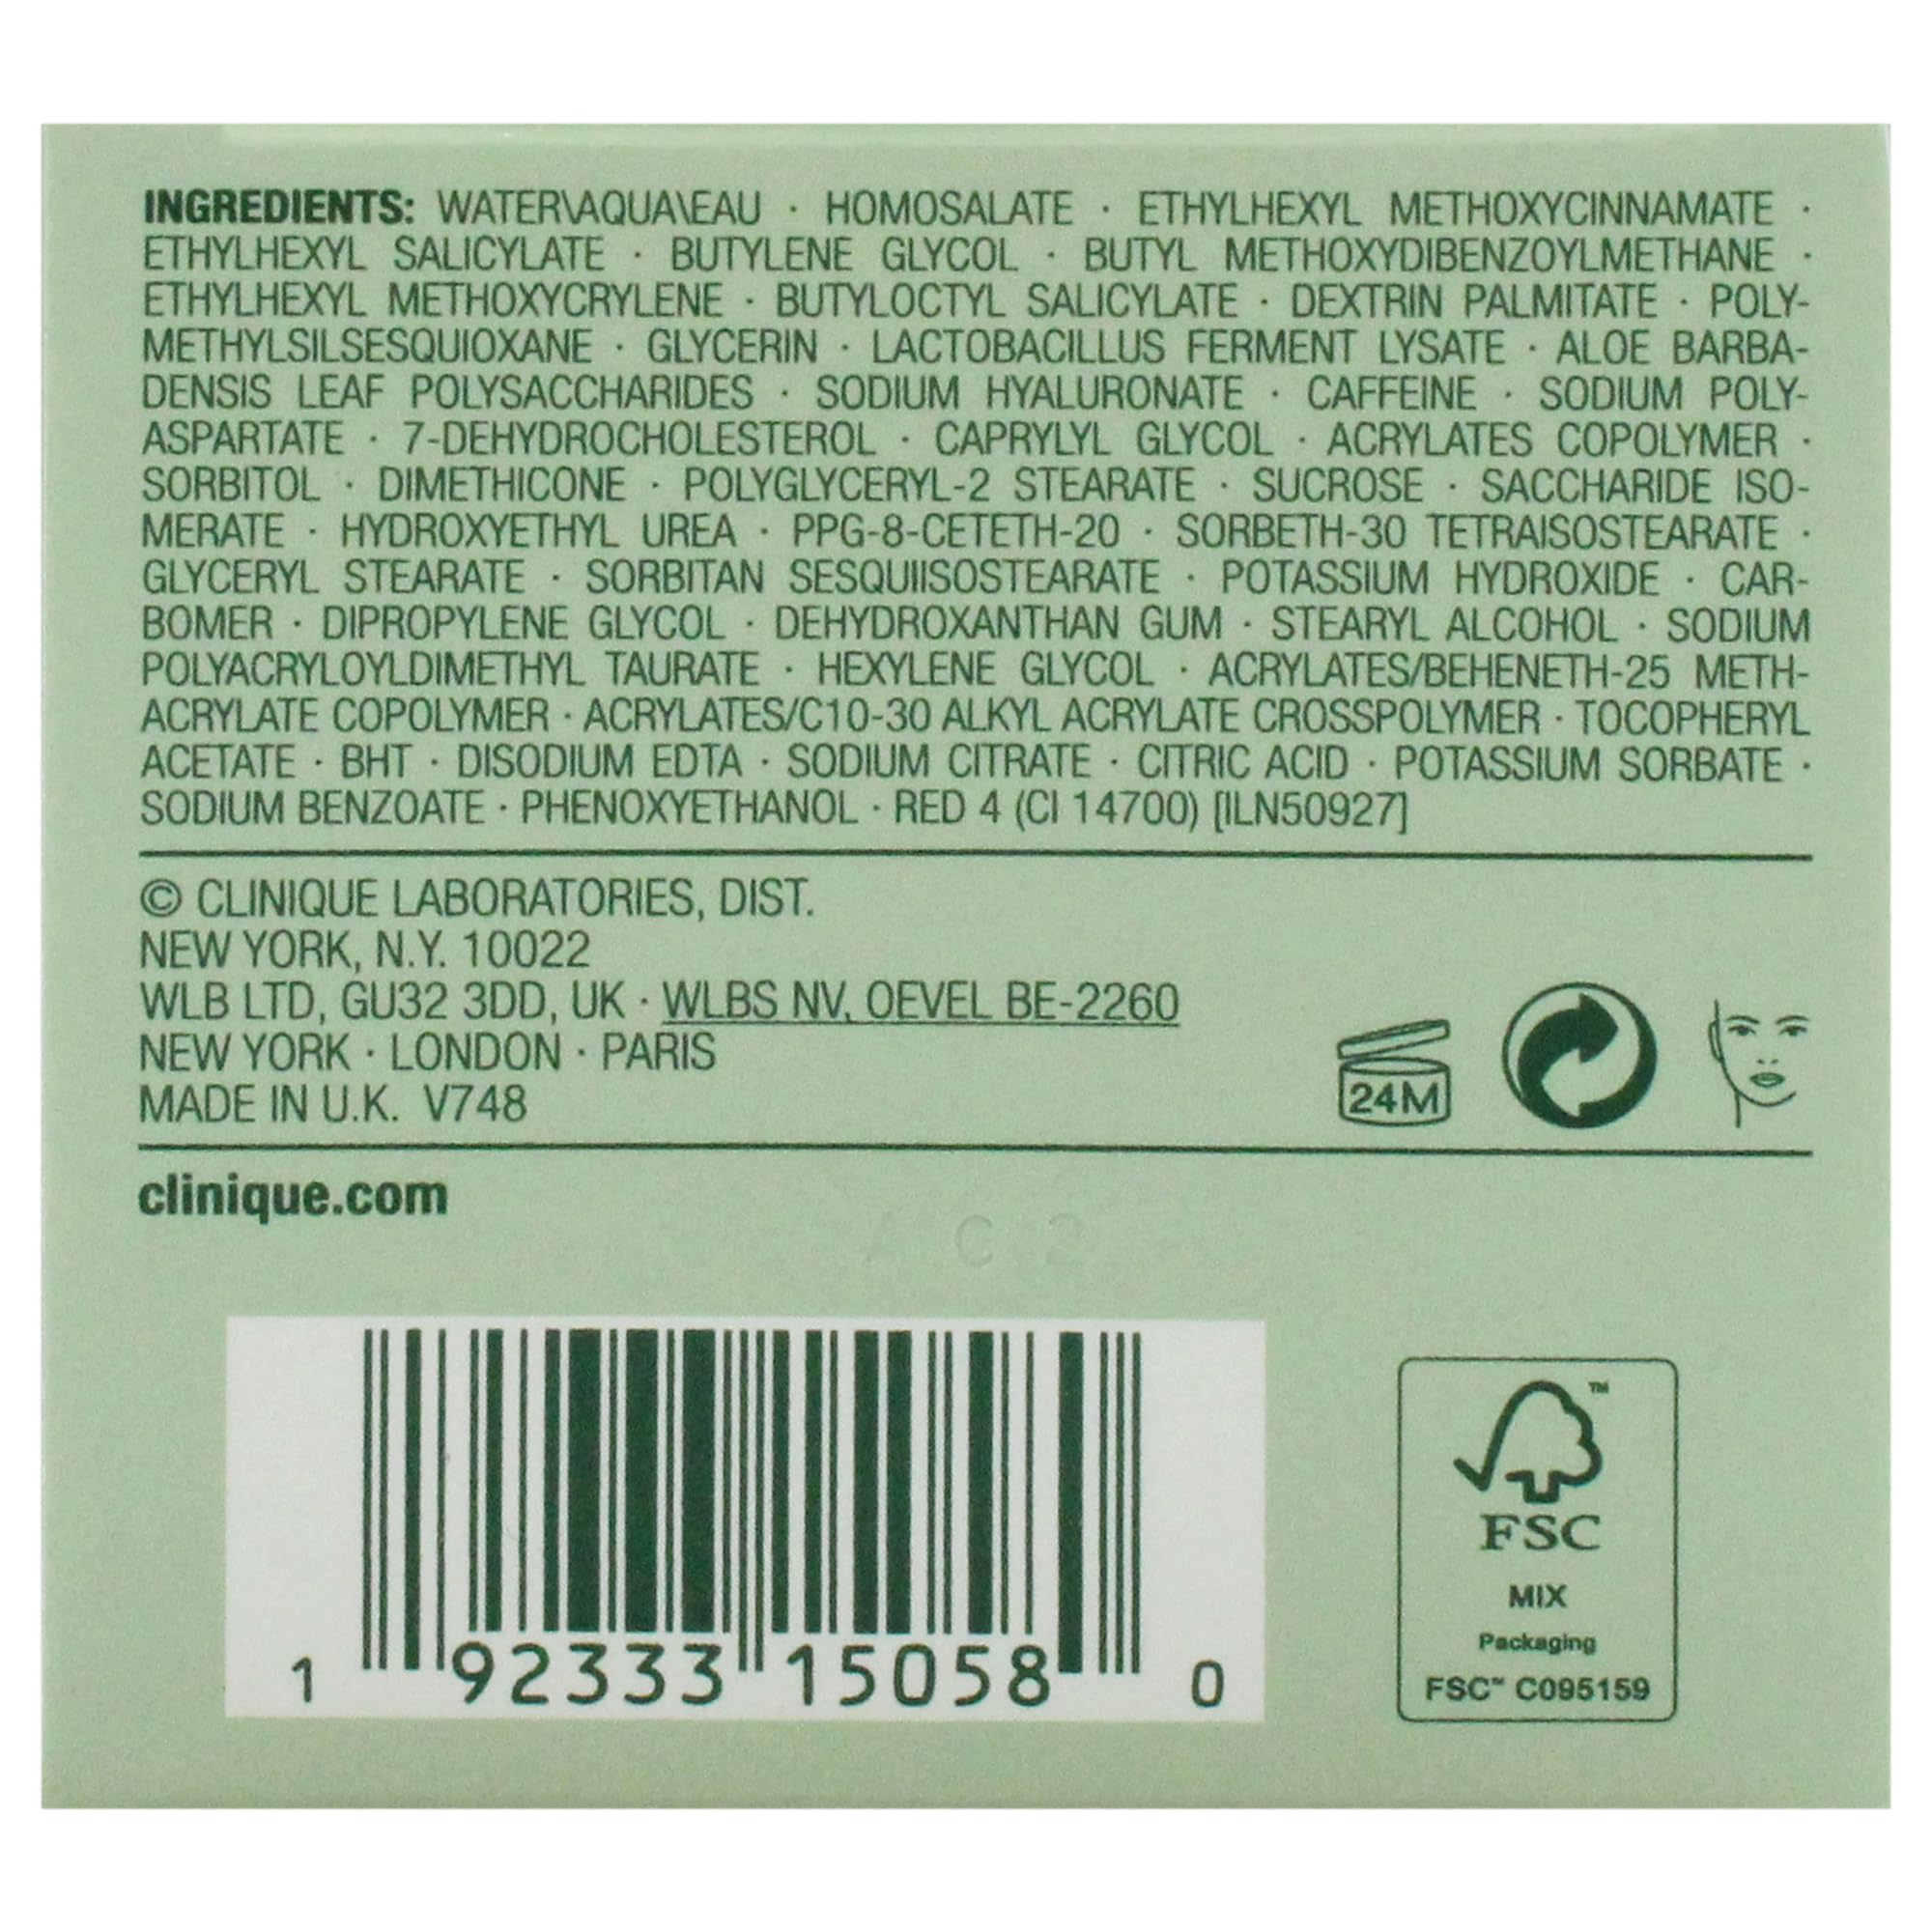 INGREDIENTS: WATER\AQUA\EAU · HOMOSALATE · ETHYLHEXYL METHOXYCINNAMATE ·
ETHYLHEXYL SALICYLATE · BUTYLENE GLYCOL · BUTYL METHOXYDIBENZOYLMETHANE ·
ETHYLHEXYL METHOXYCRYLENE · BUTYLOCTYL SALICYLATE · DEXTRIN PALMITATE · POLY-
METHYLSILSESQUIOXANE · GLYCERIN · LACTOBACILLUS FERMENT LYSATE · ALOE BARBA-
DENSIS LEAF POLYSACCHARIDES · SODIUM HYALURONATE · CAFFEINE · SODIUM POLY-
ASPARTATE · 7-DEHYDROCHOLESTEROL · CAPRYLYL GLYCOL · ACRYLATES COPOLYMER ·
SORBITOL · DIMETHICONE · POLYGLYCERYL-2 STEARATE · SUCROSE · SACCHARIDE ISO-
MERATE · HYDROXYETHYL UREA · PPG-8-CETETH-20 · SORBETH-30 TETRAISOSTEARATE ·
GLYCERYL STEARATE · SORBITAN SESQUIISOSTEARATE · POTASSIUM HYDROXIDE · CAR-
BOMER · DIPROPYLENE GLYCOL · DEHYDROXANTHAN GUM · STEARYL ALCOHOL · SODIUM
POLYACRYLOYLDIMETHYL TAURATE · HEXYLENE GLYCOL · ACRYLATES/BEHENETH-25 METH-
ACRYLATE COPOLYMER · ACRYLATES/C10-30 ALKYL ACRYLATE CROSSPOLYMER · TOCOPHERYL
ACETATE · BHT · DISODIUM EDTA · SODIUM CITRATE · CITRIC ACID · POTASSIUM SORBATE ·
SODIUM BENZOATE · PHENOXYETHANOL · RED 4 (CI 14700) [ILN50927]
© CLINIQUE LABORATORIES, DIST.
NEW YORK, N.Y. 10022
WLB LTD, GU32 3DD, UK · WLBS NV, OEVEL BE-2260
NEW YORK · LONDON · PARIS
MADE IN U.K. V748
24M
clinique.com
A C 2
1 92333 15058 0
™
FSC
MIX
Packaging
FSC™ C095159